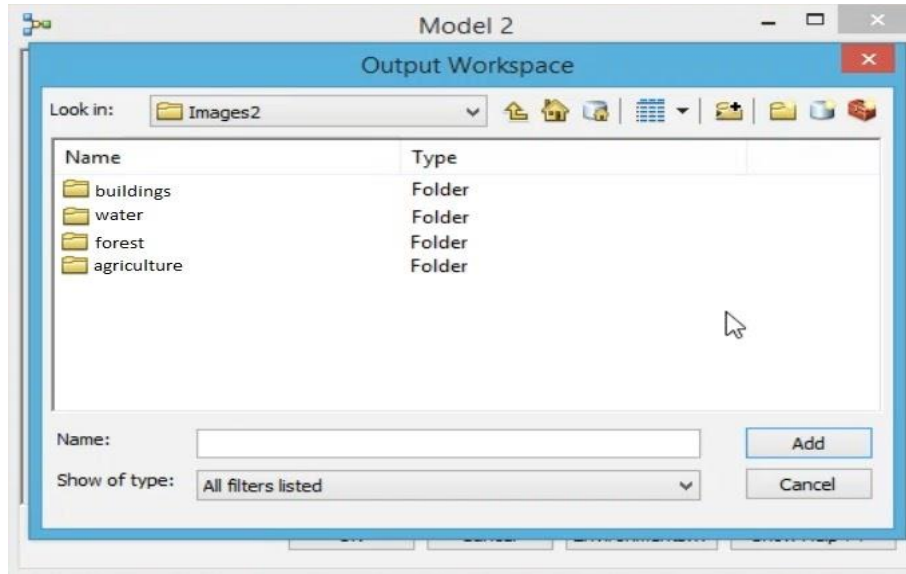 Model 2
Output Workspace
Look in: Images2
Name Type
buildings Folder
water Folder
forest Folder
agriculture Folder
Name: Add
Show of type: All filters listed Cancel